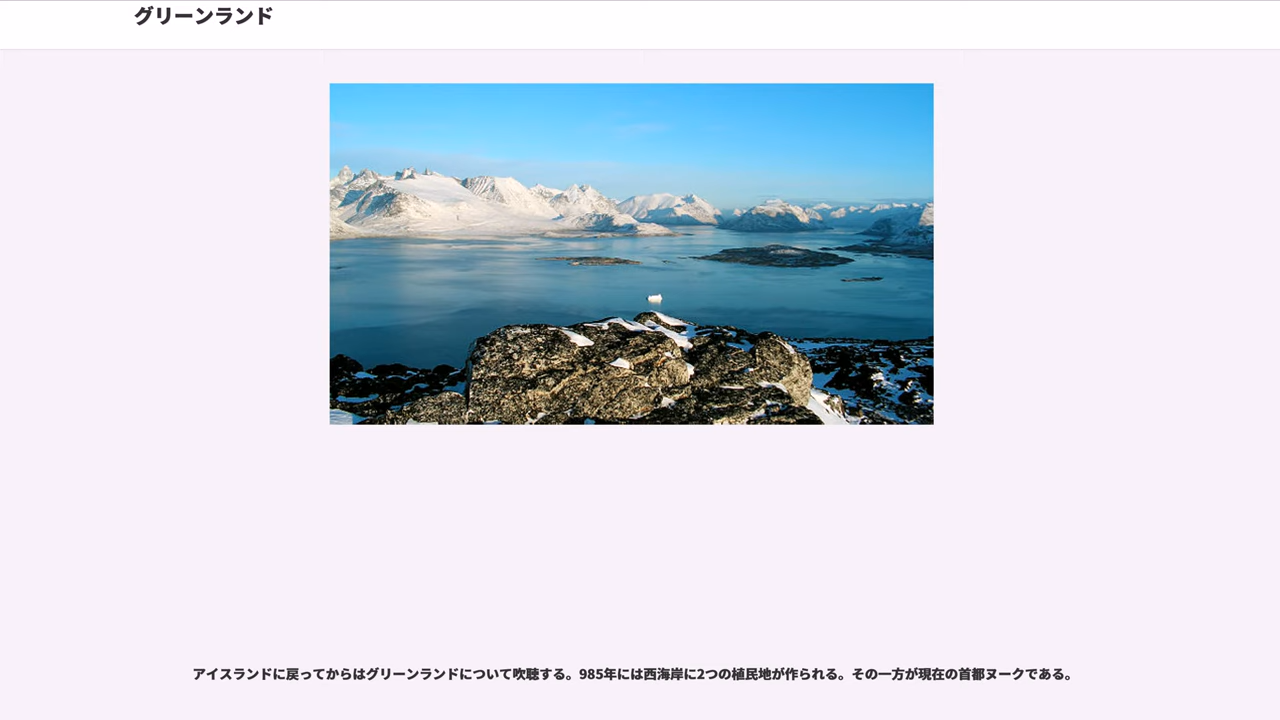 グリーンランド
アイスランドに戻ってからはグリーンランドについて吹聴する。985年には西海岸に2つの植民地が作られる。その一方が現在の首都ヌークである。